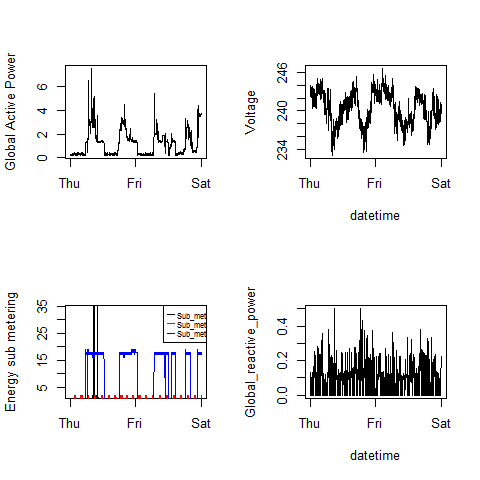 Global Active Power
0 2 4 6
Thu Fri Sat
Voltage
234 240 246
Thu Fri Sat
datetime
Energy sub metering
5 15 25 35
Sub_met
Sub_met
Sub_met
Thu Fri Sat
Global_reactive_power
0.0 0.2 0.4
Thu Fri Sat
datetime